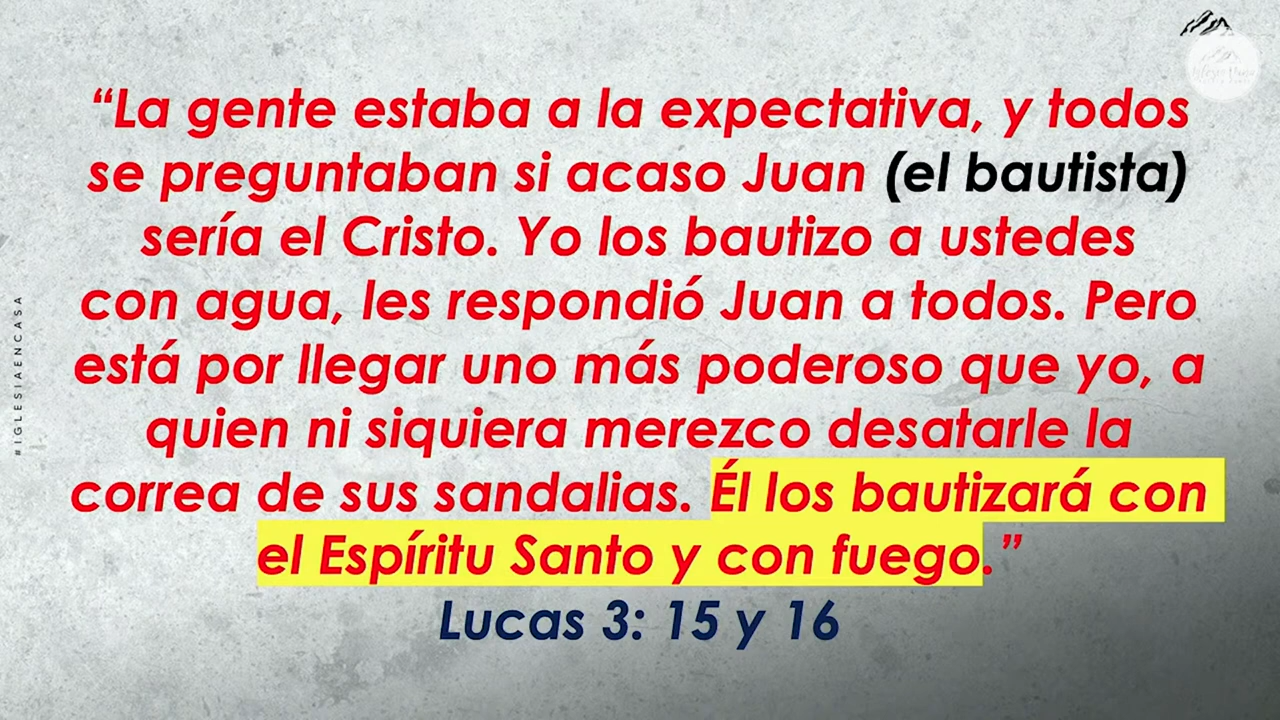 “La gente estaba a la expectativa, y todos
se preguntaban si acaso Juan (el bautista)
sería el Cristo. Yo los bautizo a ustedes
con agua, les respondió Juan a todos. Pero
está por llegar uno más poderoso que yo, a
quien ni siquiera merezco desatarle la
correa de sus sandalias. Él los bautizará con
el Espíritu Santo y con fuego.”
Lucas 3: 15 y 16
#IGLESIAENCASA